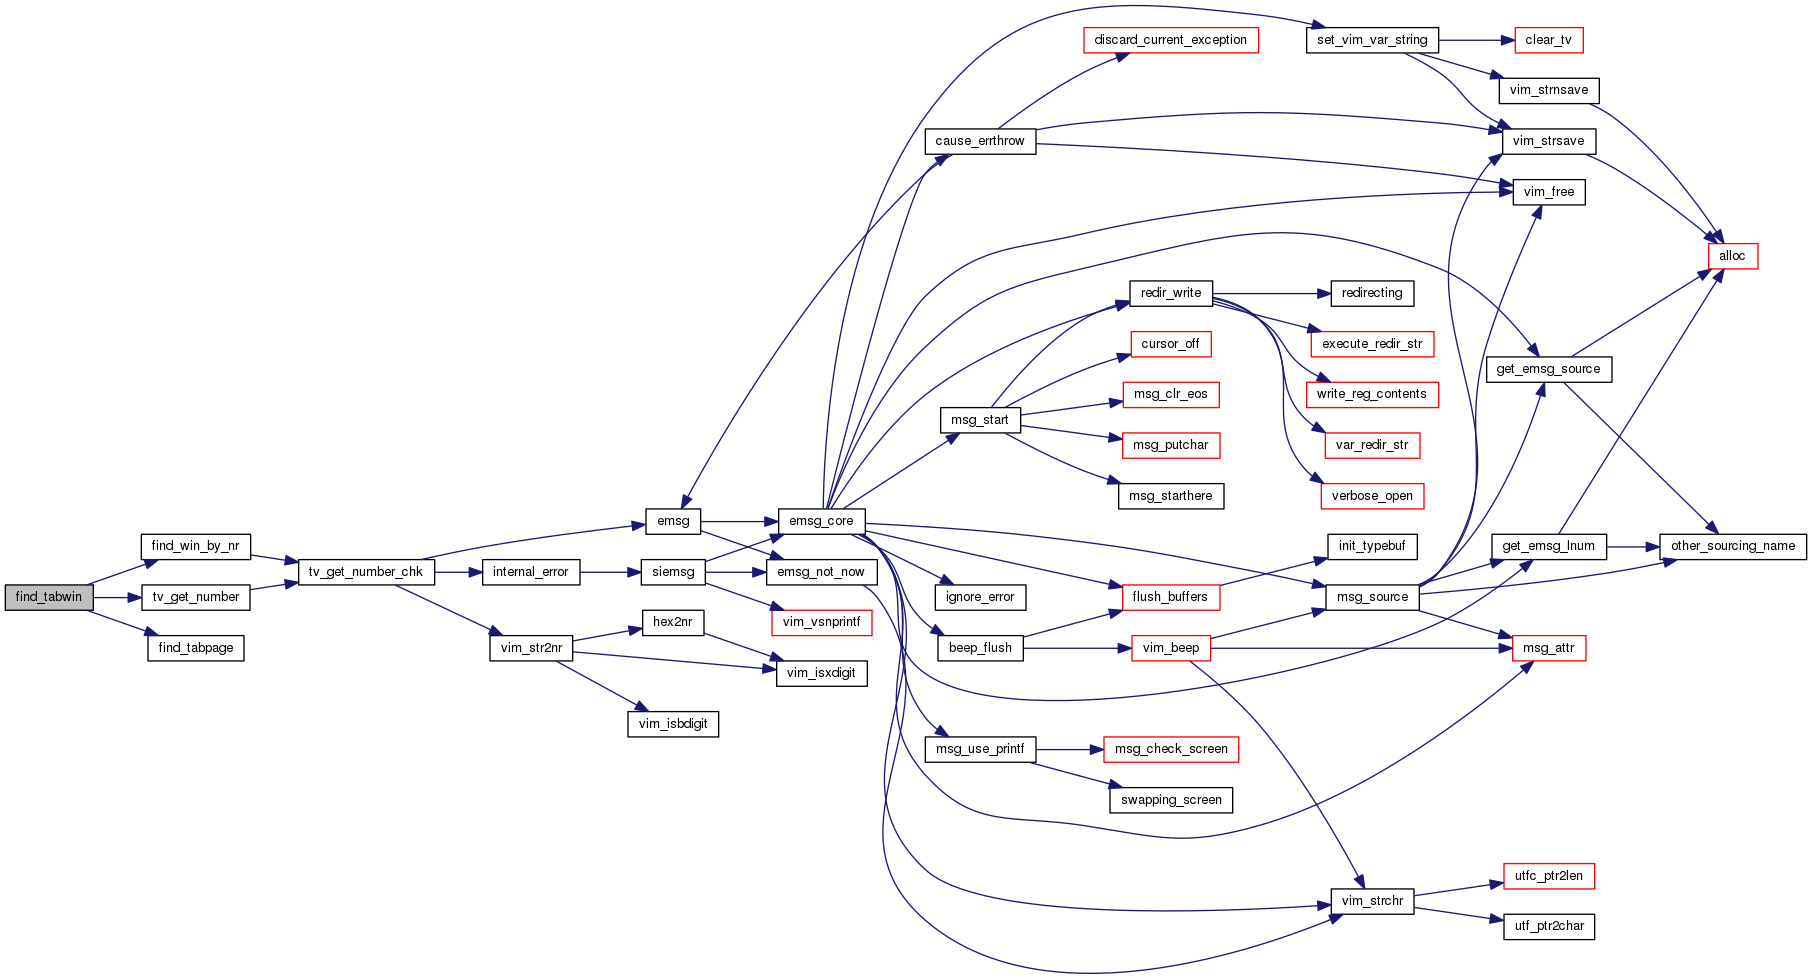 discard_current_exception
set_vim_var_string
clear_tv
vim_strnsave
cause_errthrow
vim_strsave
vim_free
alloc
redir_write
redirecting
cursor_off
execute_redir_str
get_emsg_source
msg_clr_eos
write_reg_contents
msg_start
msg_putchar
var_redir_str
msg_starthere
verbose_open
emsg
emsg_core
find_win_by_nr
init_typebuf
get_emsg_lnum
other_sourcing_name
tv_get_number_chk
internal_error
siemsg
emsg_not_now
find_tabwin
tv_get_number
ignore_error
flush_buffers
msg_source
hex2nr
vim_vsnprintf
find_tabpage
vim_str2nr
beep_flush
vim_beep
msg_attr
vim_isxdigit
vim_isbdigit
msg_use_printf
msg_check_screen
swapping_screen
utfc_ptr2len
vim_strchr
utf_ptr2char